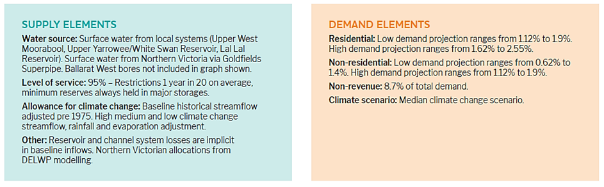 SUPPLY ELEMENTS
Water source: Surface water from local systems (Upper West
Moorabool, Upper Yarrowee/White Swan Reservoir, Lal Lal
Reservoir). Surface water from Northern Victoria via Goldfields
Superpipe. Ballarat West bores not included in graph shown.
Level of service: 95% – Restrictions 1 year in 20 on average,
minimum reserves always held in major storages.
Allowance for climate change: Baseline historical streamflow
adjusted pre 1975. High medium and low climate change
streamflow, rainfall and evaporation adjustment.
Other: Reservoir and channel system losses are implicit
in baseline inflows. Northern Victorian allocations from
DELWP modelling
DEMAND ELEMENTS
Residential: Low demand projection ranges from 1.12% to 1.9%.
High demand projection ranges from 1.62% to 2.55%.
Non-residential: Low demand projection ranges from 0.62% to
1.4%. High demand projection ranges from 1.12% to 1.9%.
Non-revenue: 8.7% of total demand.
Climate scenario: Median climate change scenario.